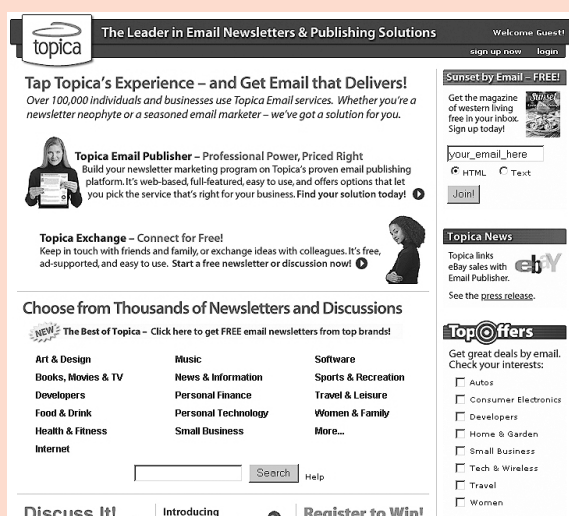 topica
The Leader in Email Newsletters & Publishing Solutions
Welcome Guest!
sign up now login
Tap Topica's Experience – and Get Email that Delivers!
Over 100,000 individuals and businesses use Topica Email services. Whether you're a
newsletter neophyte or a seasoned email marketer – we've got a solution for you.
Topica Email Publisher – Professional Power, Priced Right
Build your newsletter marketing program on Topica's proven email publishing
platform. It's web-based, full-featured, easy to use, and offers options that let
you pick the service that's right for your business. Find your solution today!
Topica Exchange – Connect for Free!
Keep in touch with friends and family, or exchange ideas with colleagues. It's free,
ad-supported, and easy to use. Start a free newsletter or discussion now!
Choose from Thousands of Newsletters and Discussions
NEW The Best of Topica – Click here to get FREE email newsletters from top brands!
Art & Design
Books, Movies & TV
Developers
Food & Drink
Health & Fitness
Internet
Music
News & Information
Personal Finance
Personal Technology
Small Business
Software
Sports & Recreation
Travel & Leisure
Women & Family
More...
Search Help
Discuss It!
Introducing
Register to Win!
Sunset by Email – FREE!
Get the magazine
of western living
free in your inbox.
Sign up today!
Sunset
your_email_here
HTML Text
Join!
Topica News
Topica links
eBay sales with
Email Publisher.
ebY
See the press release.
Top Offers
Get great deals by email.
Check your interests:
Autos
Consumer Electronics
Developers
Home & Garden
Small Business
Tech & Wireless
Travel
Women